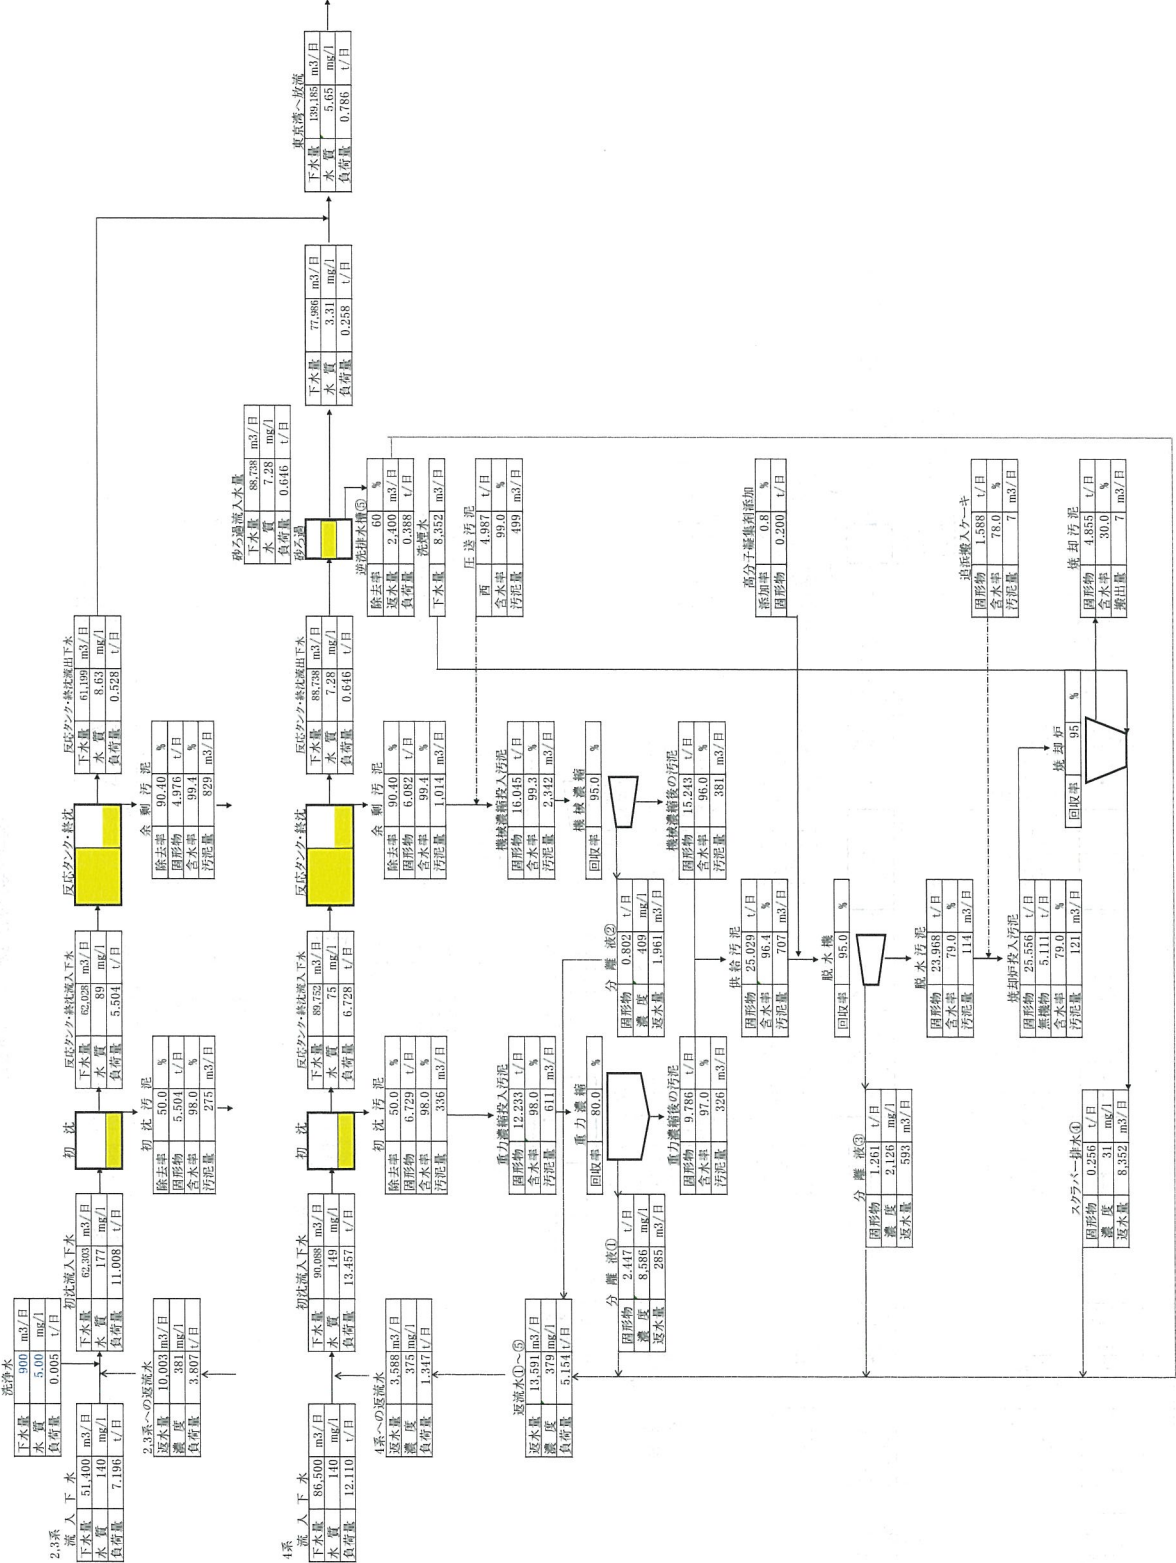 洗浄水
下水量 900 m3/日
水 質 5.00 mg/l
負荷量 0.005 t/日
2,3系
流 入 下 水
下水量 51,400 m3/日
水 質 140 mg/l
負荷量 7.196 t/日
2,3系への返流水
返水量 10,003 m3/日
濃 度 381 mg/l
負荷量 3.807 t/日
初沈流入下水
下水量 62,303 m3/日
水 質 177 mg/l
負荷量 11.008 t/日
初 沈
初 沈 汚 泥
除去率 50.0 %
固形物 5.504 t/日
含水率 98.0 %
汚泥量 275 m3/日
反応タンク・終沈流入下水
下水量 62,028 m3/日
水 質 89 mg/l
負荷量 5.504 t/日
反応タンク・終沈
余 剰 汚 泥
除去率 90.40 %
固形物 4.976 t/日
含水率 99.4 %
汚泥量 829 m3/日
反応タンク・終沈流出下水
下水量 61,199 m3/日
水 質 8.63 mg/l
負荷量 0.528 t/日
4系
流 入 下 水
下水量 86,500 m3/日
水 質 140 mg/l
負荷量 12.110 t/日
4系への返流水
返水量 3,588 m3/日
濃 度 375 mg/l
負荷量 1.347 t/日
初沈流入下水
下水量 90,088 m3/日
水 質 149 mg/l
負荷量 13.457 t/日
初 沈
初 沈 汚 泥
除去率 50.0 %
固形物 6.729 t/日
含水率 98.0 %
汚泥量 336 m3/日
反応タンク・終沈流入下水
下水量 89,752 m3/日
水 質 75 mg/l
負荷量 6.728 t/日
反応タンク・終沈
余 剰 汚 泥
除去率 90.40 %
固形物 6.082 t/日
含水率 99.4 %
汚泥量 1,014 m3/日
反応タンク・終沈流出下水
下水量 88,738 m3/日
水 質 7.28 mg/l
負荷量 0.646 t/日
砂ろ過流入水量
下水量 88,738 m3/日
水 質 7.28 mg/l
負荷量 0.646 t/日
砂ろ過
逆洗排水槽⑤
除去率 60 %
返水量 2,400 m3/日
負荷量 0.388 t/日
洗煙水
下水量 8,352 m3/日
下水量 77,986 m3/日
水 質 3.31 mg/l
負荷量 0.258 t/日
東京湾へ放流
下水量 139,185 m3/日
水 質 5.65 mg/l
負荷量 0.786 t/日
圧 送 汚 泥
西 4.987 t/日
含水率 99.0 %
汚泥量 499 m3/日
返流水①～⑤
返水量 13,591 m3/日
濃 度 379 mg/l
負荷量 5.154 t/日
重力濃縮投入汚泥
固形物 12.233 t/日
含水率 98.0 %
汚泥量 611 m3/日
重 力 濃 縮
回収率 80.0 %
分 離 液①
固形物 2.447 t/日
濃 度 8,586 mg/l
返水量 285 m3/日
重力濃縮後の汚泥
固形物 9.786 t/日
含水率 97.0 %
汚泥量 326 m3/日
機械濃縮投入汚泥
固形物 16.045 t/日
含水率 99.3 %
汚泥量 2,342 m3/日
機 械 濃 縮
回収率 95.0 %
分 離 液②
固形物 0.802 t/日
濃 度 409 mg/l
返水量 1,961 m3/日
機械濃縮後の汚泥
固形物 15.243 t/日
含水率 96.0 %
汚泥量 381 m3/日
供 給 汚 泥
固形物 25.029 t/日
含水率 96.4 %
汚泥量 707 m3/日
高分子凝集剤添加
添加率 0.8 %
固形物 0.200 t/日
脱 水 機
回収率 95.0 %
分 離 液③
固形物 1.261 t/日
濃 度 2,126 mg/l
返水量 593 m3/日
脱 水 汚 泥
固形物 23.968 t/日
含水率 79.0 %
汚泥量 114 m3/日
追浜搬入ケーキ
固形物 1.588 t/日
含水率 78.0 %
汚泥量 7 m3/日
焼却炉投入汚泥
固形物 25.556 t/日
無機物 5.111 t/日
含水率 79.0 %
汚泥量 121 m3/日
焼 却 炉
回収率 95 %
焼 却 汚 泥
固形物 4.855 t/日
含水率 30.0 %
搬出量 7 m3/日
スクラバー排水④
固形物 0.256 t/日
濃 度 31 mg/l
返水量 8,352 m3/日